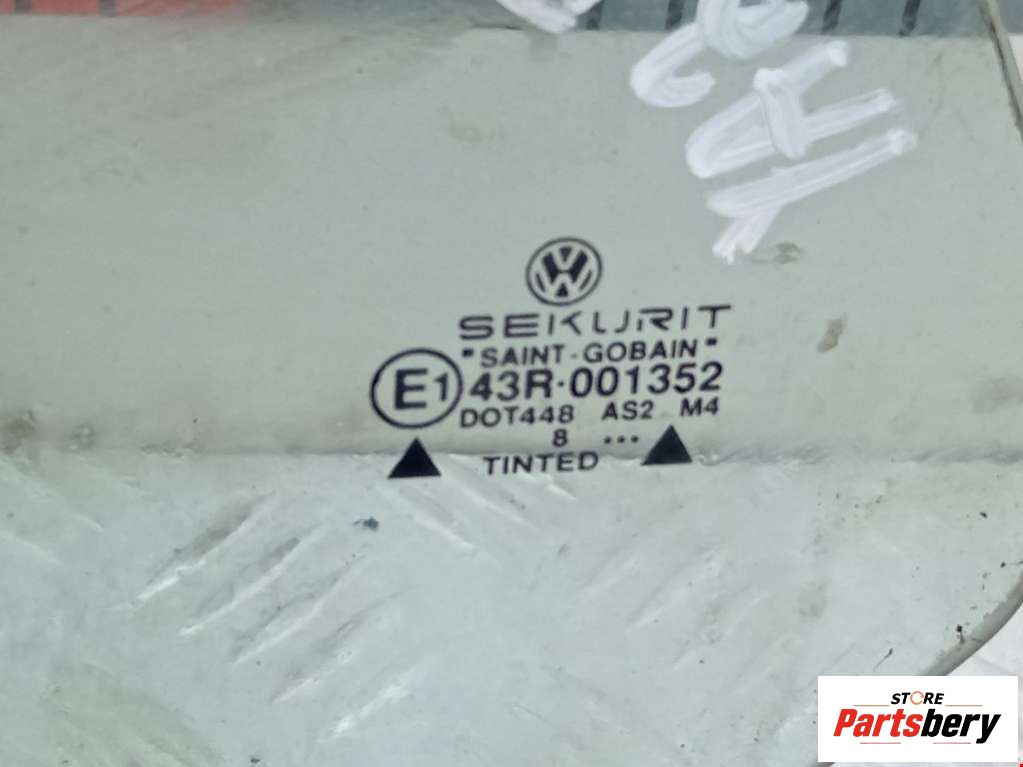 SEKURIT
"SAINT-GOBAIN"
E1 43R·001352
DOT448 AS2 M4
8 ...
TINTED
STORE
Partsbery